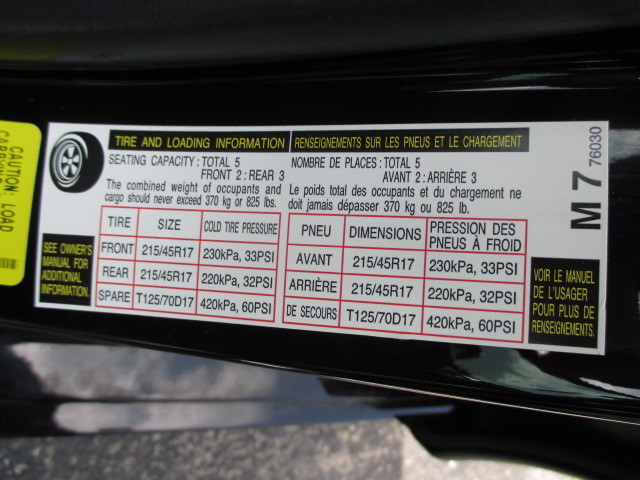 CAUTION: LOAD
TIRE AND LOADING INFORMATION
SEATING CAPACITY : TOTAL 5
FRONT 2 : REAR 3
The combined weight of occupants and
cargo should never exceed 370 kg or 825 lbs.
TIRE SIZE COLD TIRE PRESSURE
FRONT 215/45R17 230kPa, 33PSI
REAR 215/45R17 220kPa, 32PSI
SPARE T125/70D17 420kPa, 60PSI
SEE OWNER'S
MANUAL FOR
ADDITIONAL
INFORMATION.
RENSEIGNEMENTS SUR LES PNEUS ET LE CHARGEMENT
NOMBRE DE PLACES : TOTAL 5
AVANT 2 : ARRIÈRE 3
Le poids total des occupants et du chargement ne
doit jamais dépasser 370 kg ou 825 lb.
PNEU DIMENSIONS PRESSION DES
PNEUS À FROID
AVANT 215/45R17 230kPa, 33PSI
ARRIÈRE 215/45R17 220kPa, 32PSI
DE SECOURS T125/70D17 420kPa, 60PSI
VOIR LE MANUEL
DE L'USAGER
POUR PLUS DE
RENSEIGNEMENTS.
M 7 76030